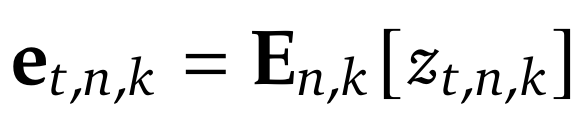 𝐞_{t,n,k} = 𝐄_{n,k}[z_{t,n,k}]